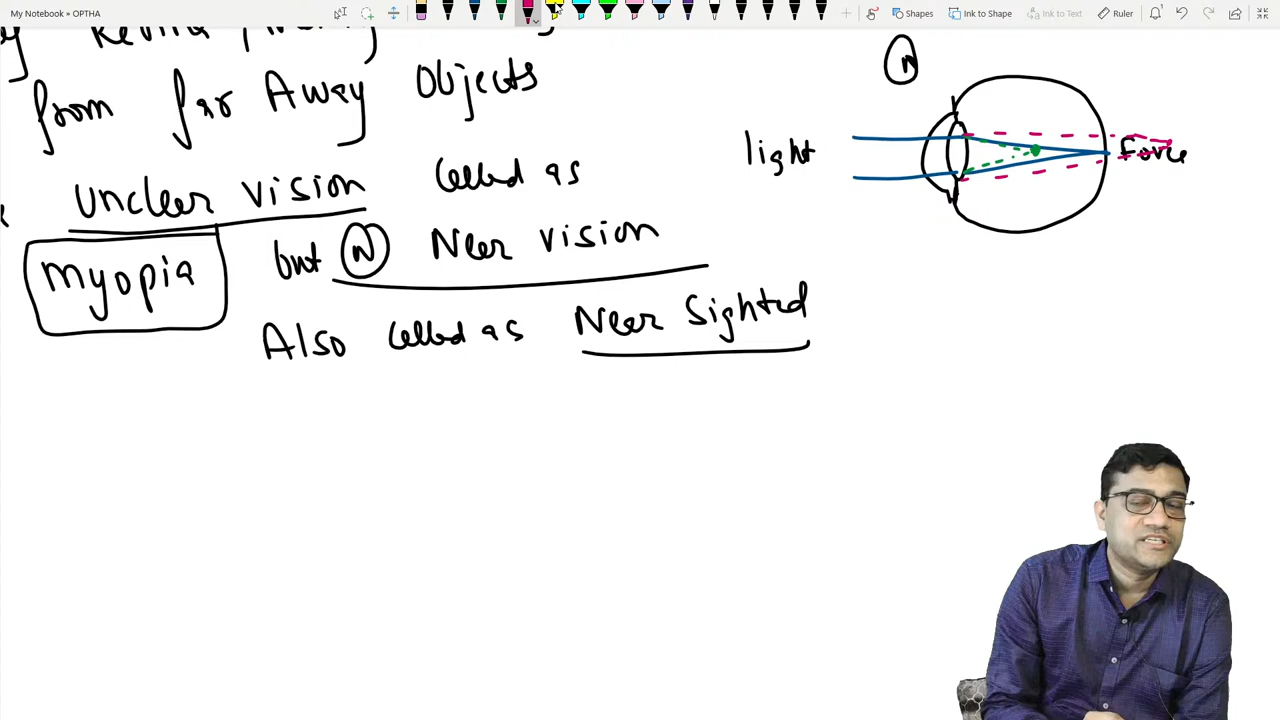 My Notebook » OPTHA
Shapes
Ink to Shape
Ink to Text
Ruler
Retina
from far Away Objects
Unclear vision called as
Myopia but N Near vision
Also called as Near Sighted
N
light